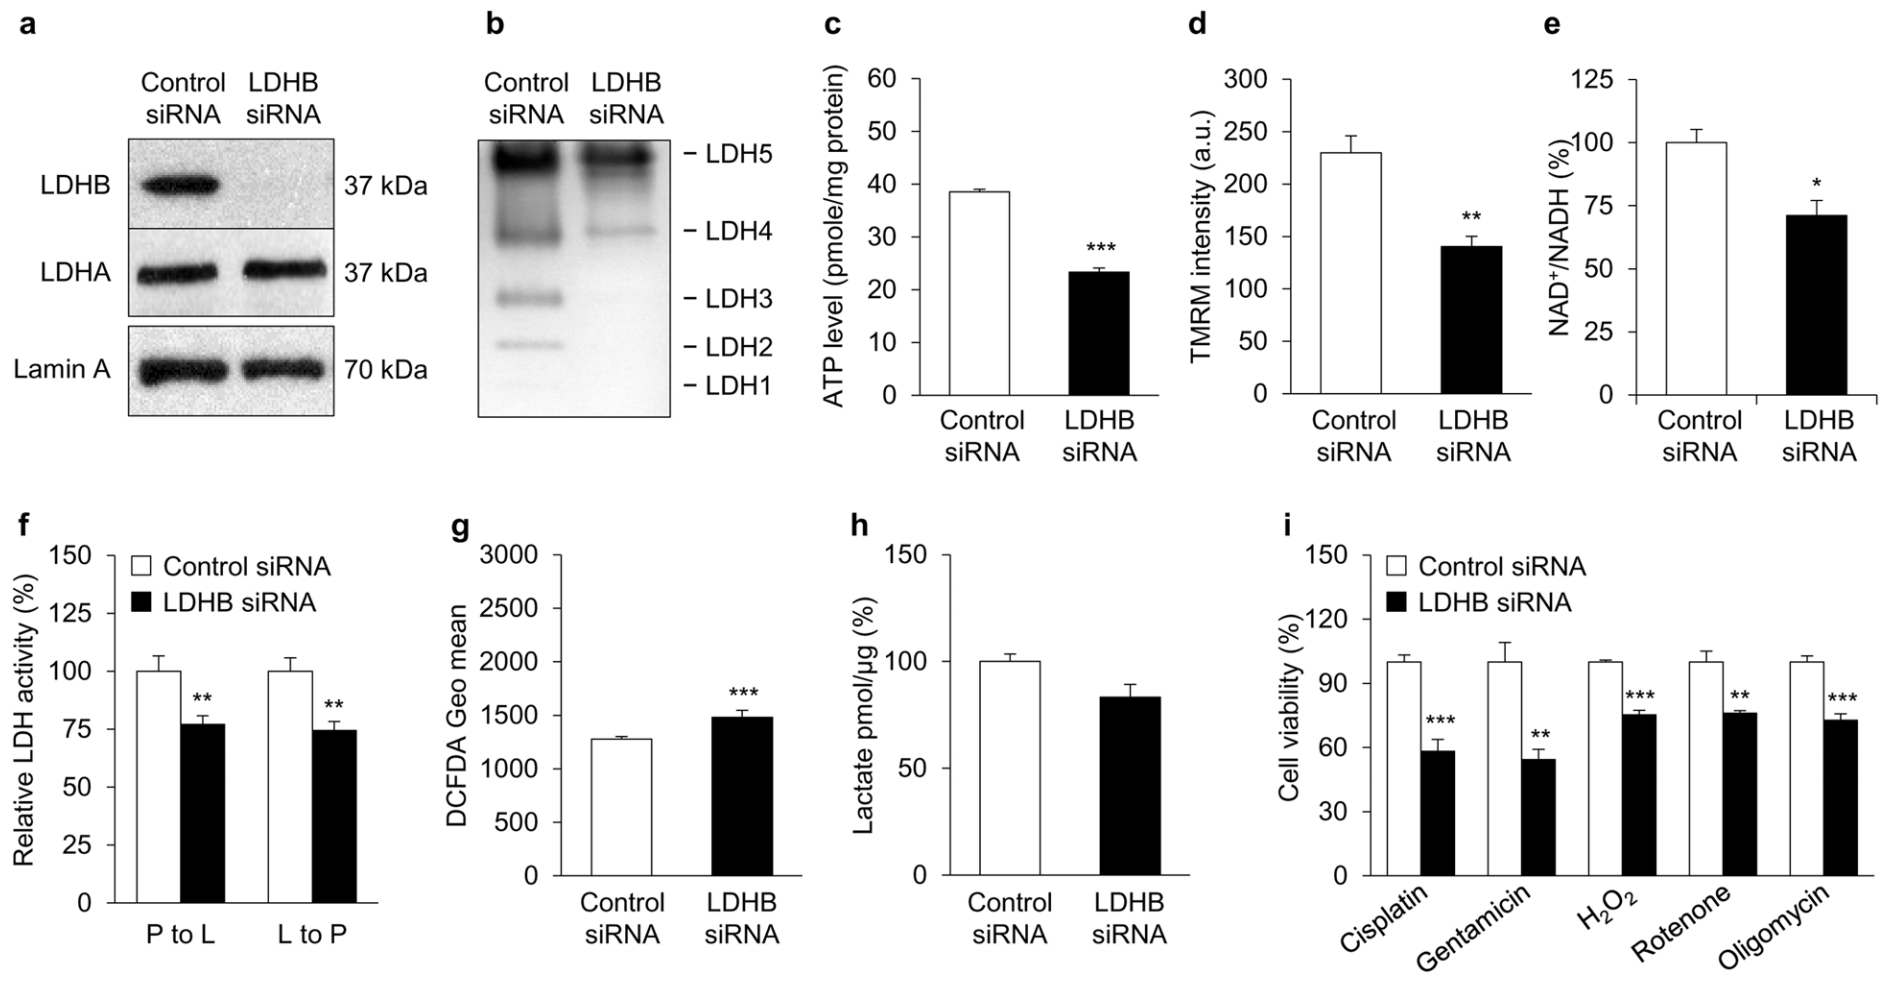 a
Control siRNA
LDHB siRNA
LDHB
37 kDa
LDHA
37 kDa
Lamin A
70 kDa
b
Control siRNA
LDHB siRNA
LDH5
LDH4
LDH3
LDH2
LDH1
c
ATP level (pmole/mg protein)
60
50
40
30
20
10
0
***
Control siRNA
LDHB siRNA
d
TMRM intensity (a.u.)
300
250
200
150
100
50
0
**
Control siRNA
LDHB siRNA
e
NAD⁺/NADH (%)
125
100
75
50
25
0
*
Control siRNA
LDHB siRNA
f
Relative LDH activity (%)
150
125
100
75
50
25
0
Control siRNA
LDHB siRNA
**
**
P to L
L to P
g
DCFDA Geo mean
3000
2500
2000
1500
1000
500
0
***
Control siRNA
LDHB siRNA
h
Lactate pmol/µg (%)
150
100
50
0
Control siRNA
LDHB siRNA
i
Cell viability (%)
150
120
90
60
30
0
Control siRNA
LDHB siRNA
***
**
***
**
***
Cisplatin
Gentamicin
H₂O₂
Rotenone
Oligomycin